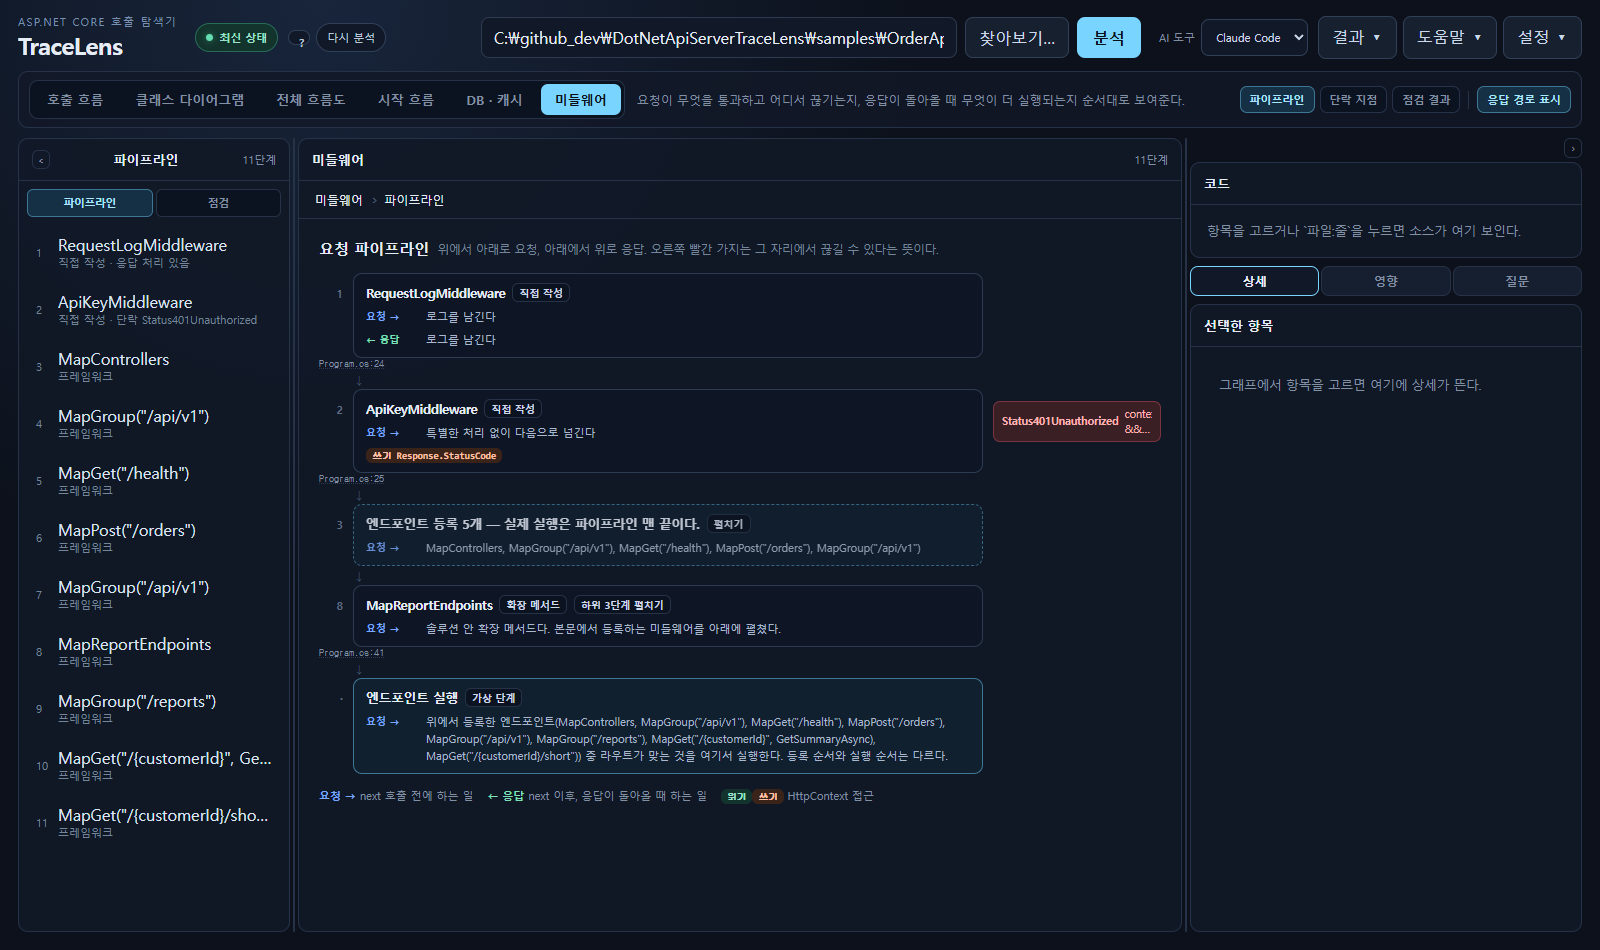 ASP.NET CORE 호출 탐색기
TraceLens
최신 상태
?
다시 분석
C:₩github_dev₩DotNetApiServerTraceLens₩samples₩OrderAp
찾아보기...
분석
AI 도구
Claude Code
결과 ▼
도움말 ▼
설정 ▼
호출 흐름
클래스 다이어그램
전체 흐름도
시작 흐름
DB · 캐시
미들웨어
요청이 무엇을 통과하고 어디서 끊기는지, 응답이 돌아올 때 무엇이 더 실행되는지 순서대로 보여준다.
파이프라인
단락 지점
점검 결과
응답 경로 표시
‹
파이프라인
11단계
파이프라인
점검
1
RequestLogMiddleware
직접 작성 · 응답 처리 있음
2
ApiKeyMiddleware
직접 작성 · 단락 Status401Unauthorized
3
MapControllers
프레임워크
4
MapGroup("/api/v1")
프레임워크
5
MapGet("/health")
프레임워크
6
MapPost("/orders")
프레임워크
7
MapGroup("/api/v1")
프레임워크
8
MapReportEndpoints
프레임워크
9
MapGroup("/reports")
프레임워크
10
MapGet("/{customerId}", Ge...
프레임워크
11
MapGet("/{customerId}/sho...
프레임워크
미들웨어
11단계
미들웨어 › 파이프라인
요청 파이프라인 위에서 아래로 요청, 아래에서 위로 응답. 오른쪽 빨간 가지는 그 자리에서 끊길 수 있다는 뜻이다.
1
RequestLogMiddleware 직접 작성
요청 → 로그를 남긴다
← 응답 로그를 남긴다
Program.cs:24
↓
2
ApiKeyMiddleware 직접 작성
요청 → 특별한 처리 없이 다음으로 넘긴다
쓰기 Response.StatusCode
Status401Unauthorized
conte
&&...
Program.cs:25
↓
3
엔드포인트 등록 5개 — 실제 실행은 파이프라인 맨 끝이다. 펼치기
요청 → MapControllers, MapGroup("/api/v1"), MapGet("/health"), MapPost("/orders"), MapGroup("/api/v1")
↓
8
MapReportEndpoints 확장 메서드 하위 3단계 펼치기
요청 → 솔루션 안 확장 메서드다. 본문에서 등록하는 미들웨어를 아래에 펼쳤다.
Program.cs:41
↓
·
엔드포인트 실행 가상 단계
요청 → 위에서 등록한 엔드포인트(MapControllers, MapGroup("/api/v1"), MapGet("/health"), MapPost("/orders"),
MapGroup("/api/v1"), MapGroup("/reports"), MapGet("/{customerId}", GetSummaryAsync),
MapGet("/{customerId}/short")) 중 라우트가 맞는 것을 여기서 실행한다. 등록 순서와 실행 순서는 다르다.
요청 → next 호출 전에 하는 일 ← 응답 next 이후, 응답이 돌아올 때 하는 일 읽기 쓰기 HttpContext 접근
›
코드
항목을 고르거나 `파일:줄`을 누르면 소스가 여기 보인다.
상세
영향
질문
선택한 항목
그래프에서 항목을 고르면 여기에 상세가 뜬다.